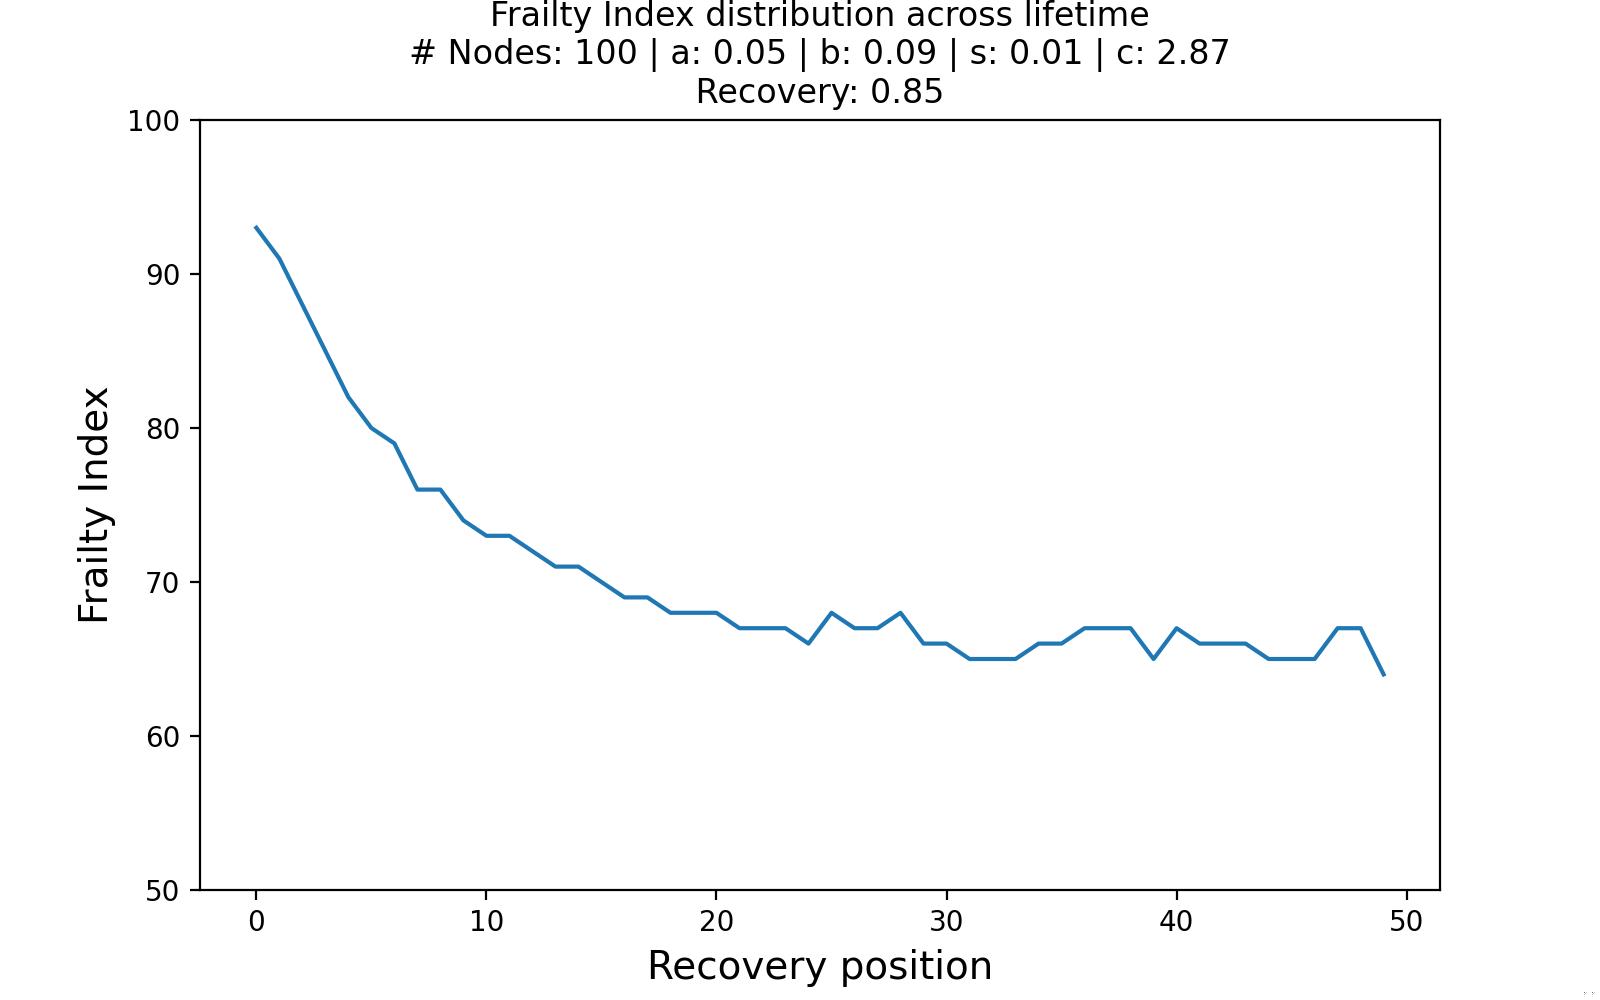 Frailty Index distribution across lifetime
# Nodes: 100 | a: 0.05 | b: 0.09 | s: 0.01 | c: 2.87
Recovery: 0.85
100
90
80
70
60
50
Frailty Index
0 10 20 30 40 50
Recovery position